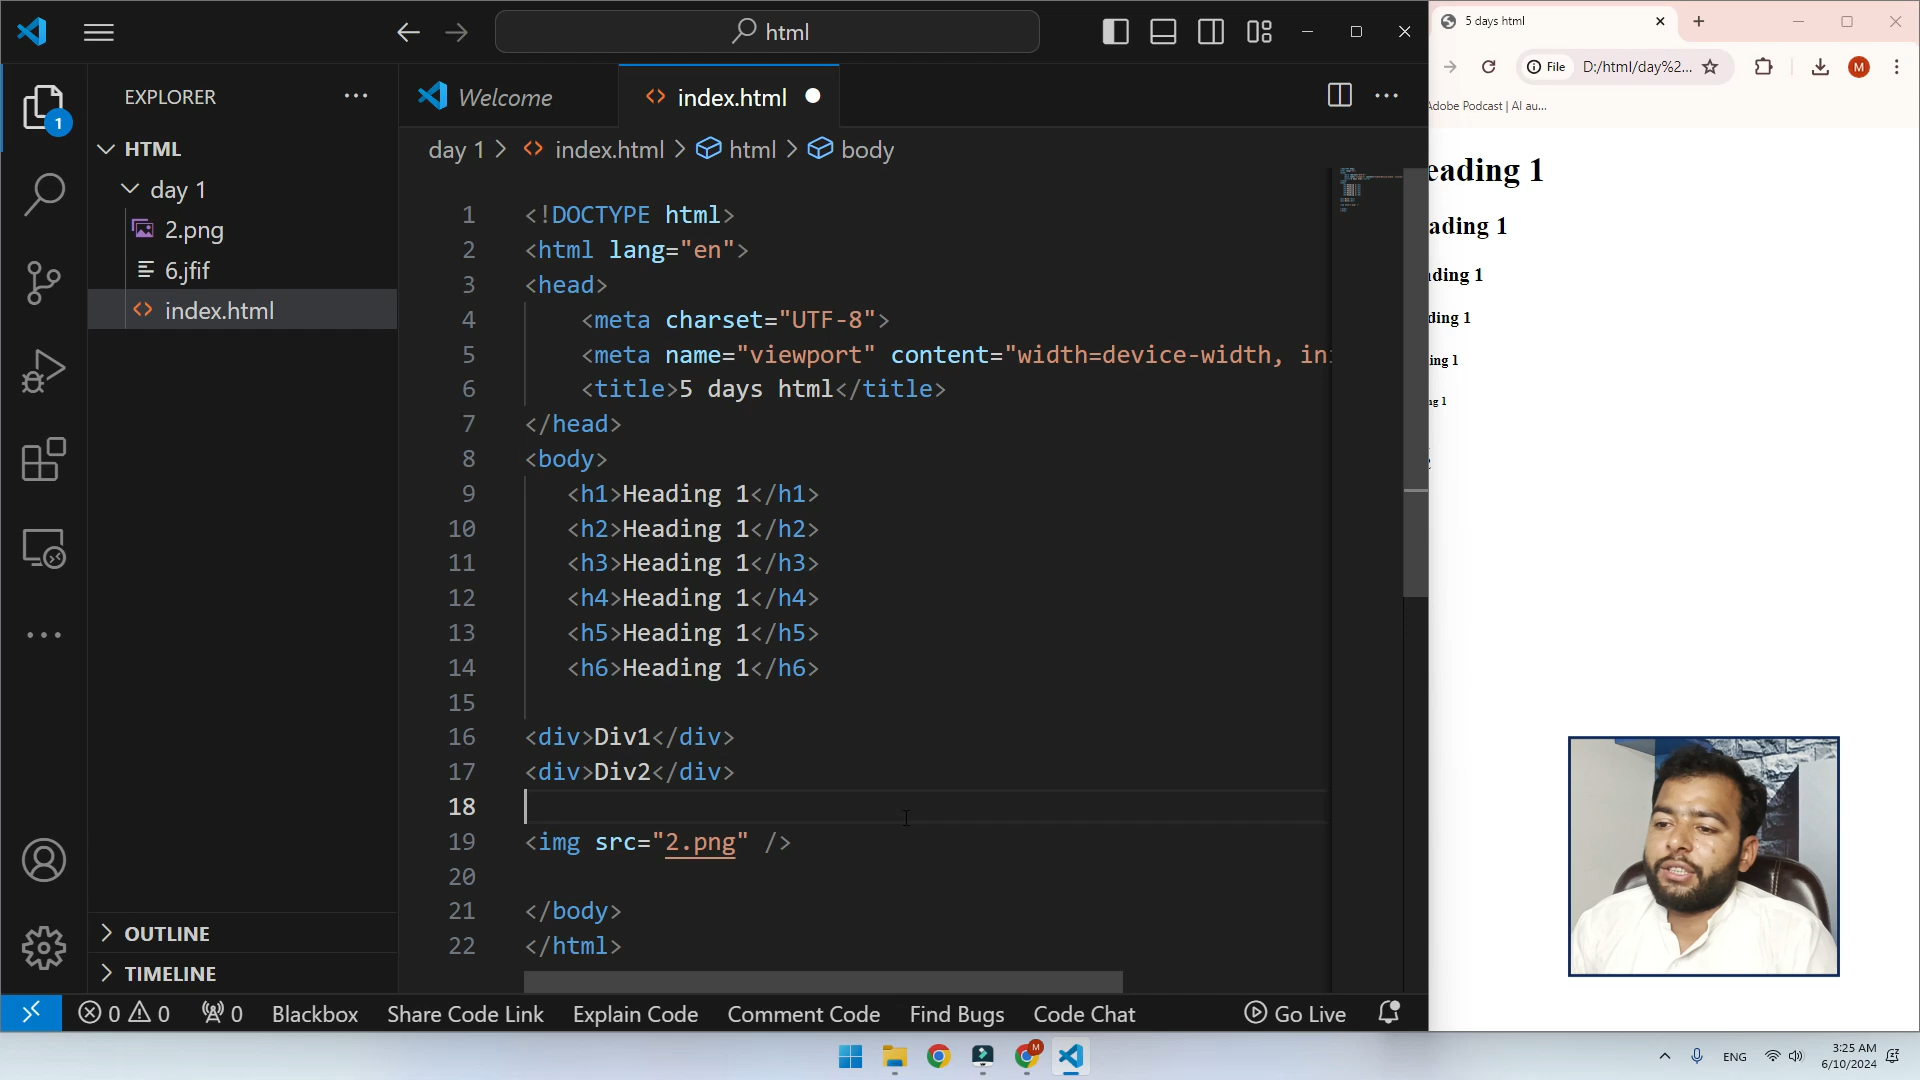 html
5 days html
EXPLORER
Welcome
index.html
File
D:/html/day%2...
M
Adobe Podcast | AI au...
1
HTML
day 1
2.png
6.jfif
index.html
day 1 > index.html > html > body
1 <!DOCTYPE html>
2 <html lang="en">
3 <head>
4 <meta charset="UTF-8">
5 <meta name="viewport" content="width=device-width, in
6 <title>5 days html</title>
7 </head>
8 <body>
9 <h1>Heading 1</h1>
10 <h2>Heading 1</h2>
11 <h3>Heading 1</h3>
12 <h4>Heading 1</h4>
13 <h5>Heading 1</h5>
14 <h6>Heading 1</h6>
15
16 <div>Div1</div>
17 <div>Div2</div>
18
19 <img src="2.png" />
20
21 </body>
22 </html>
eading 1
ading 1
ding 1
ding 1
ing 1
ng 1
2
OUTLINE
TIMELINE
0 0 0 Blackbox Share Code Link Explain Code Comment Code Find Bugs Code Chat Go Live
M
ENG
3:25 AM
6/10/2024